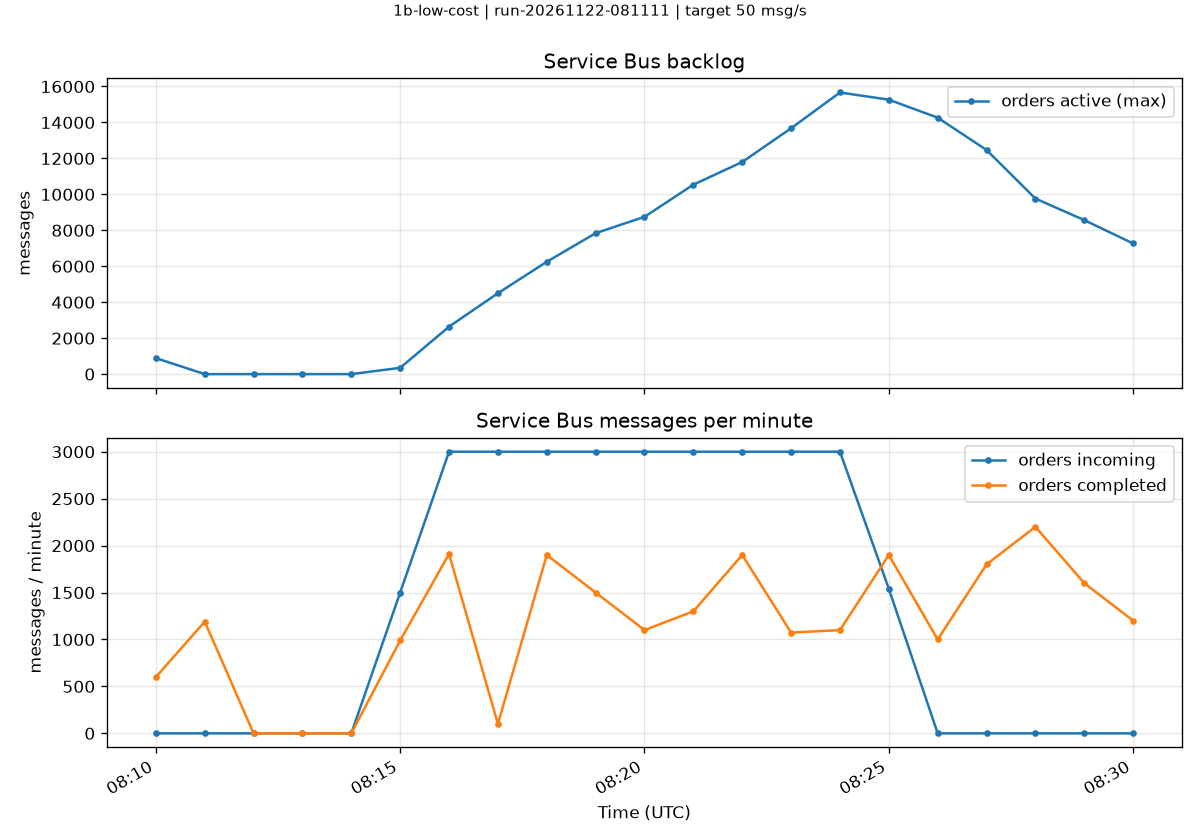 1b-low-cost | run-20261122-081111 | target 50 msg/s
Service Bus backlog
16000
14000
12000
10000
8000
6000
4000
2000
0
messages
orders active (max)
Service Bus messages per minute
3000
2500
2000
1500
1000
500
0
messages / minute
orders incoming
orders completed
08:10
08:15
08:20
08:25
08:30
Time (UTC)